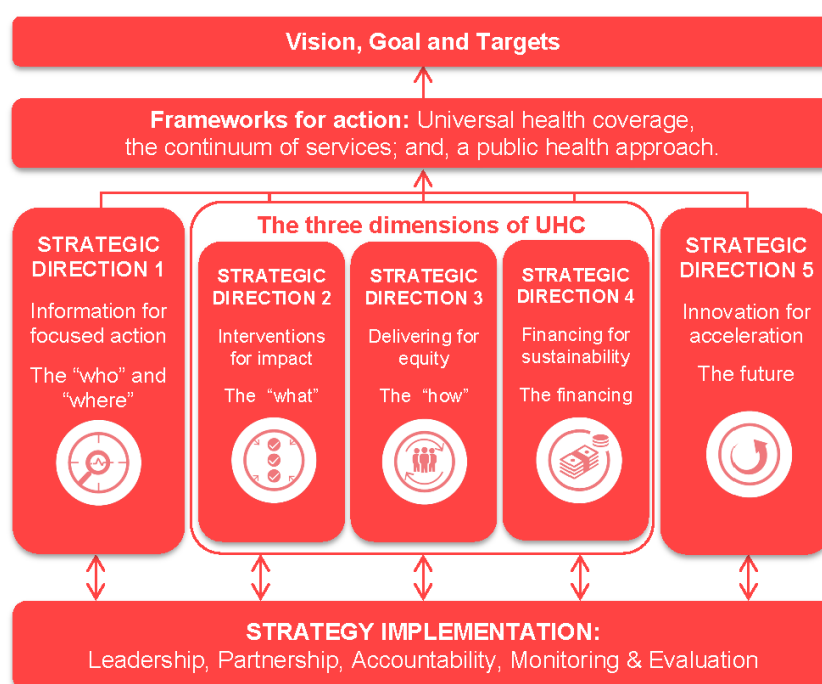 Vision, Goal and Targets
Frameworks for action: Universal health coverage,
the continuum of services; and, a public health approach.
STRATEGIC
DIRECTION 1
Information for
focused action
The “who” and
“where”
The three dimensions of UHC
STRATEGIC
DIRECTION 2
Interventions
for impact
The “what”
STRATEGIC
DIRECTION 3
Delivering for
equity
The “how”
STRATEGIC
DIRECTION 4
Financing for
sustainability
The financing
STRATEGIC
DIRECTION 5
Innovation for
acceleration
The future
STRATEGY IMPLEMENTATION:
Leadership, Partnership, Accountability, Monitoring & Evaluation